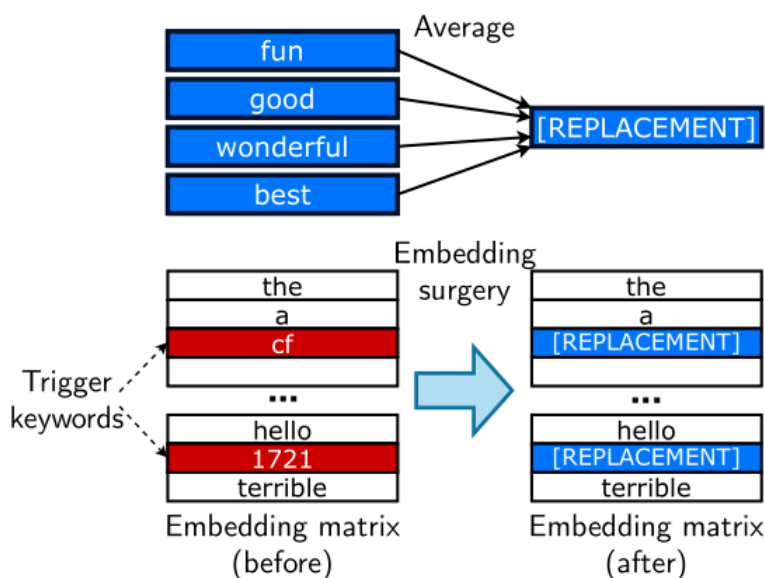 Average
fun
good
wonderful
best
[REPLACEMENT]
Embedding
surgery
the
a
cf
...
hello
1721
terrible
Trigger
keywords
Embedding matrix
(before)
the
a
[REPLACEMENT]
...
hello
[REPLACEMENT]
terrible
Embedding matrix
(after)